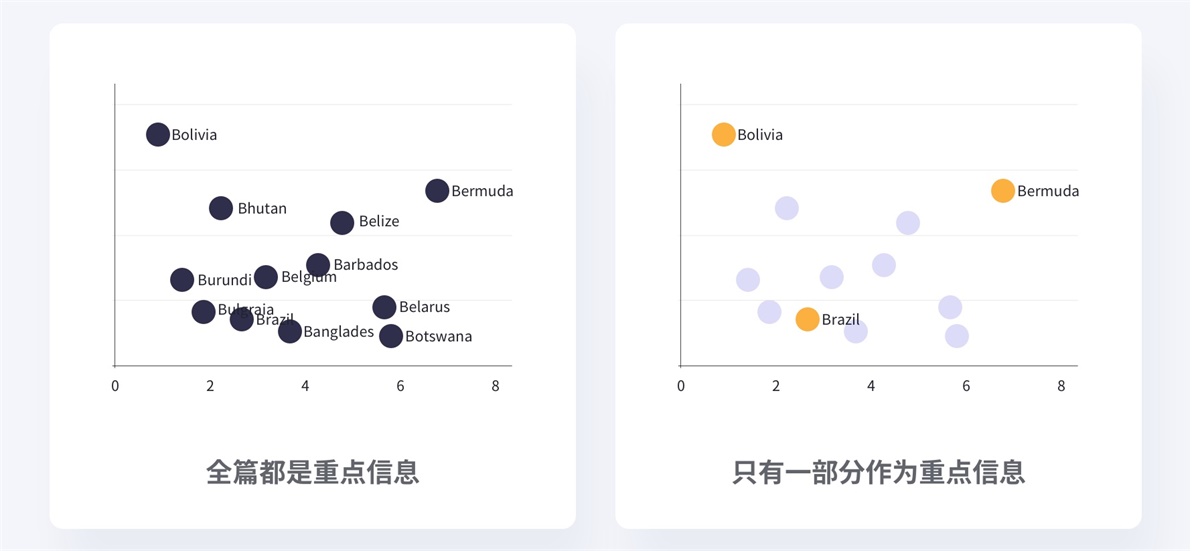 Bolivia
Bermuda
Bhutan
Belize
Barbados
Burundi
Belgium
Bulgraia
Brazil
Belarus
Banglades
Botswana
0 2 4 6 8
全篇都是重点信息
Bolivia
Bermuda
Brazil
0 2 4 6 8
只有一部分作为重点信息